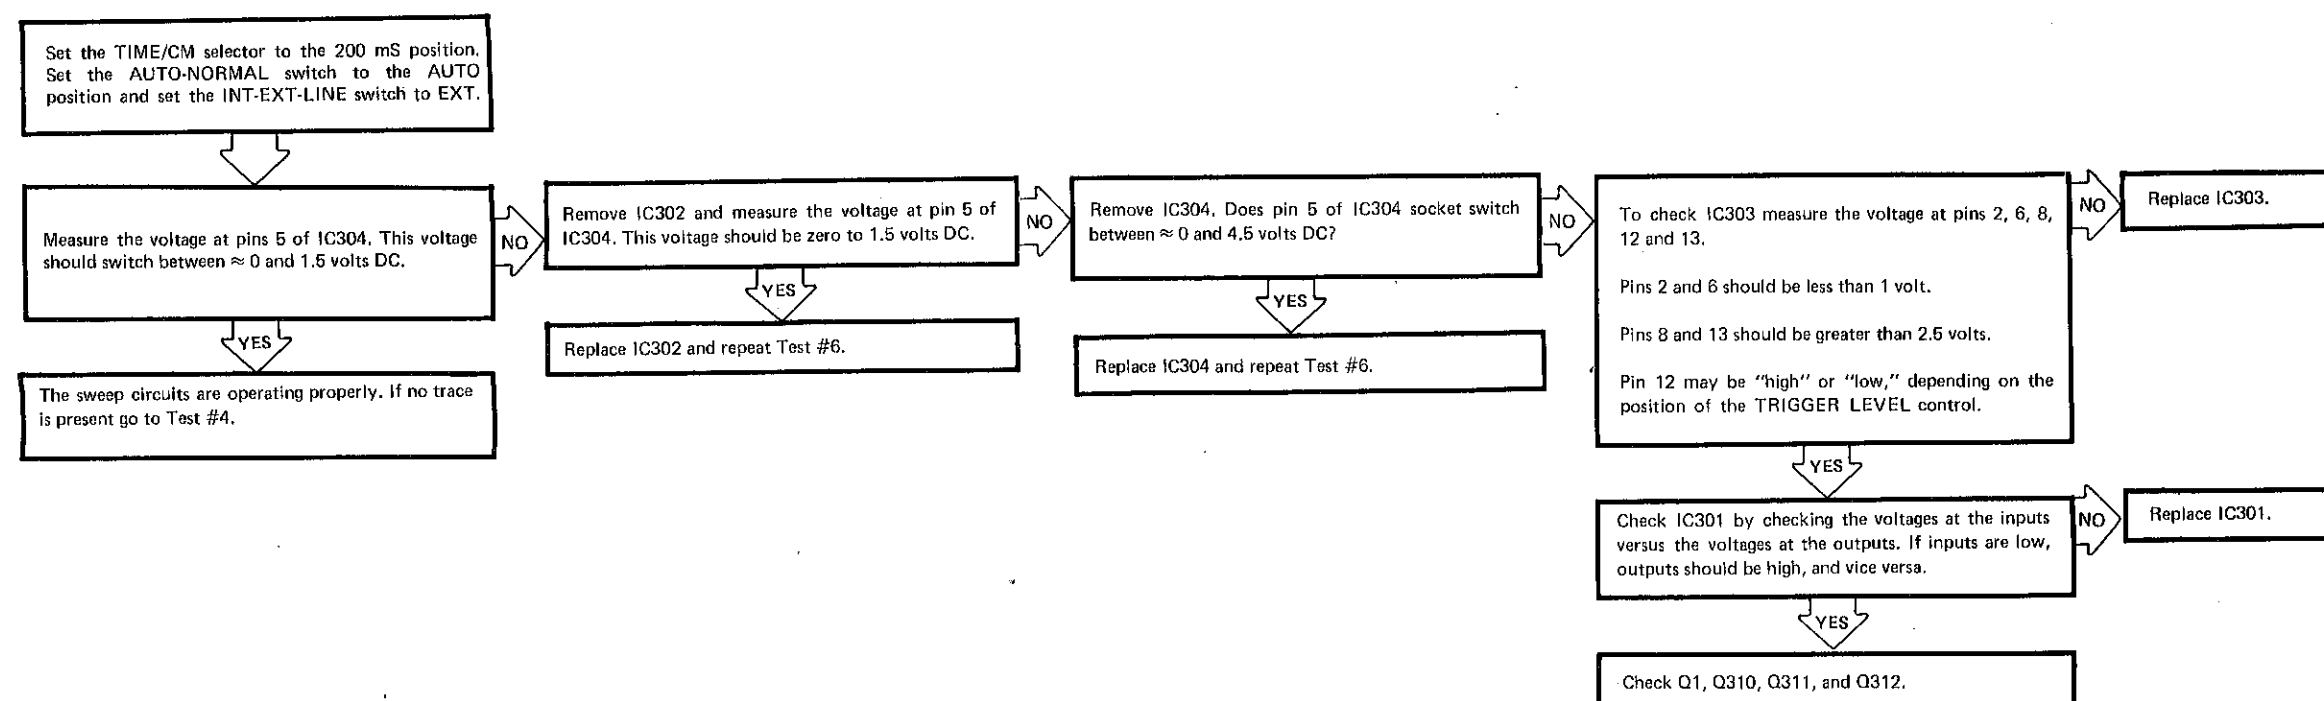 Set the TIME/CM selector to the 200 mS position.
Set the AUTO-NORMAL switch to the AUTO
position and set the INT-EXT-LINE switch to EXT.
Measure the voltage at pins 5 of IC304. This voltage
should switch between ≈ 0 and 1.5 volts DC.
NO
YES
The sweep circuits are operating properly. If no trace
is present go to Test #4.
Remove IC302 and measure the voltage at pin 5 of
IC304. This voltage should be zero to 1.5 volts DC.
NO
YES
Replace IC302 and repeat Test #6.
Remove IC304. Does pin 5 of IC304 socket switch
between ≈ 0 and 4.5 volts DC?
NO
YES
Replace IC304 and repeat Test #6.
To check IC303 measure the voltage at pins 2, 6, 8,
12 and 13.
Pins 2 and 6 should be less than 1 volt.
Pins 8 and 13 should be greater than 2.5 volts.
Pin 12 may be "high" or "low," depending on the
position of the TRIGGER LEVEL control.
NO
Replace IC303.
YES
Check IC301 by checking the voltages at the inputs
versus the voltages at the outputs. If inputs are low,
outputs should be high, and vice versa.
NO
Replace IC301.
YES
Check Q1, Q310, Q311, and Q312.